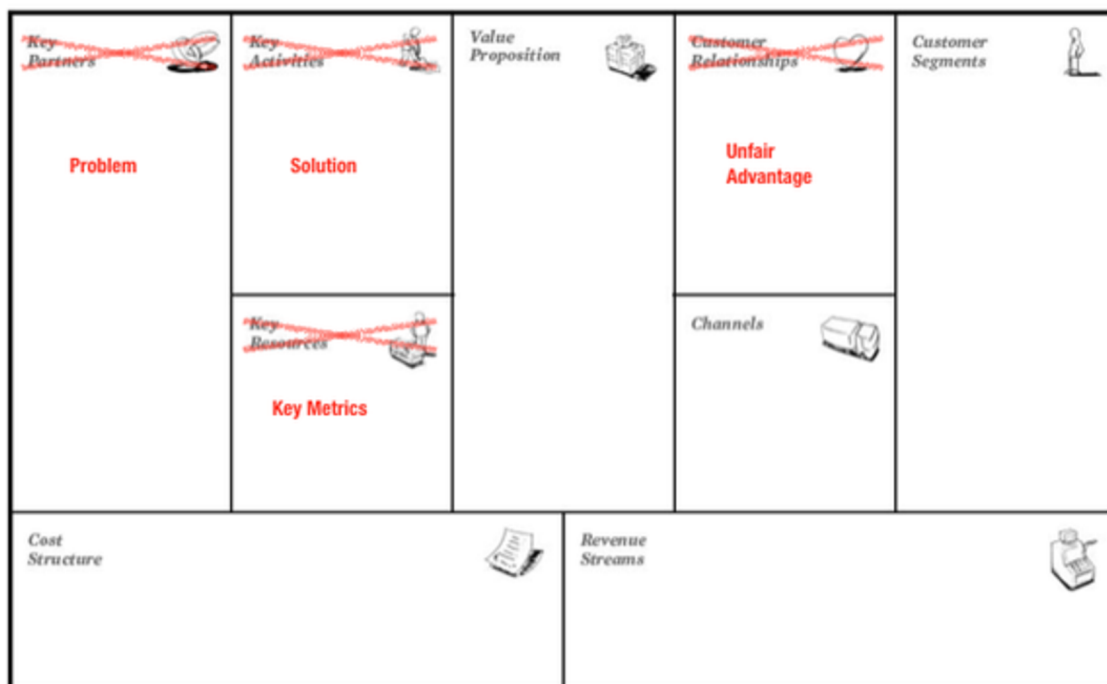 Key
Partners
Problem
Key
Activities
Solution
Key
Resources
Key Metrics
Value
Proposition
Customer
Relationships
Unfair
Advantage
Channels
Customer
Segments
Cost
Structure
Revenue
Streams